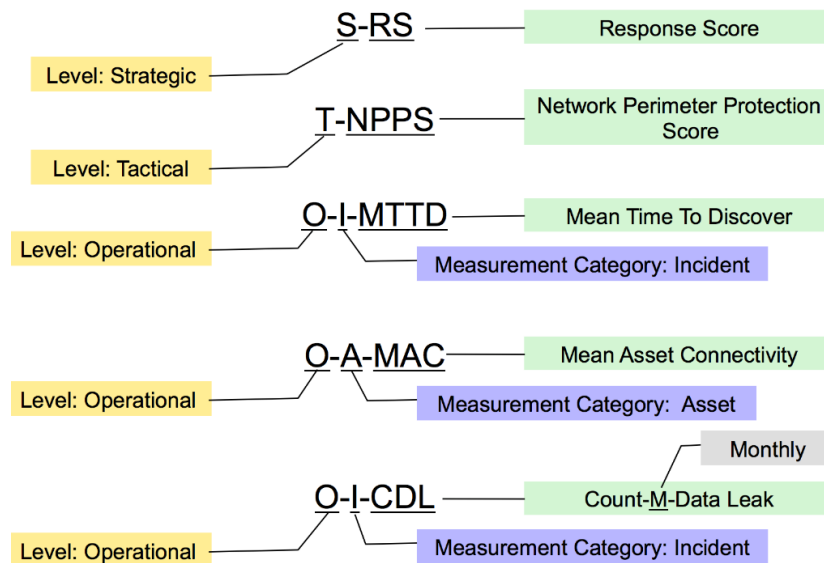 S-RS
Response Score
Level: Strategic
T-NPPS
Network Perimeter Protection
Score
Level: Tactical
O-I-MTTD
Mean Time To Discover
Level: Operational
Measurement Category: Incident
O-A-MAC
Mean Asset Connectivity
Level: Operational
Measurement Category: Asset
Monthly
O-I-CDL
Count-M-Data Leak
Level: Operational
Measurement Category: Incident